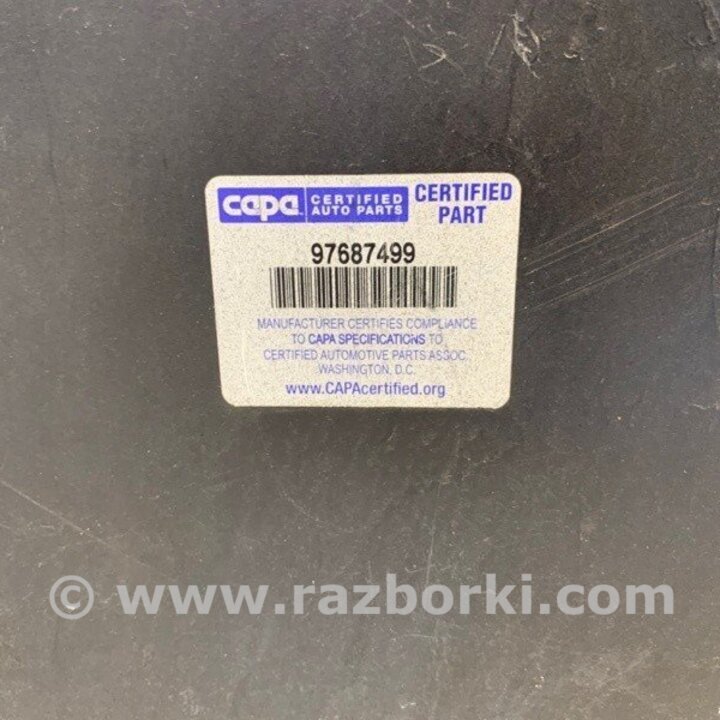 capa
CERTIFIED
AUTO PARTS
CERTIFIED
PART
97687499
MANUFACTURER CERTIFIES COMPLIANCE
TO CAPA SPECIFICATIONS TO
CERTIFIED AUTOMOTIVE PARTS ASSOC.
WASHINGTON, D.C.
www.CAPAcertified.org
© www.razborki.com